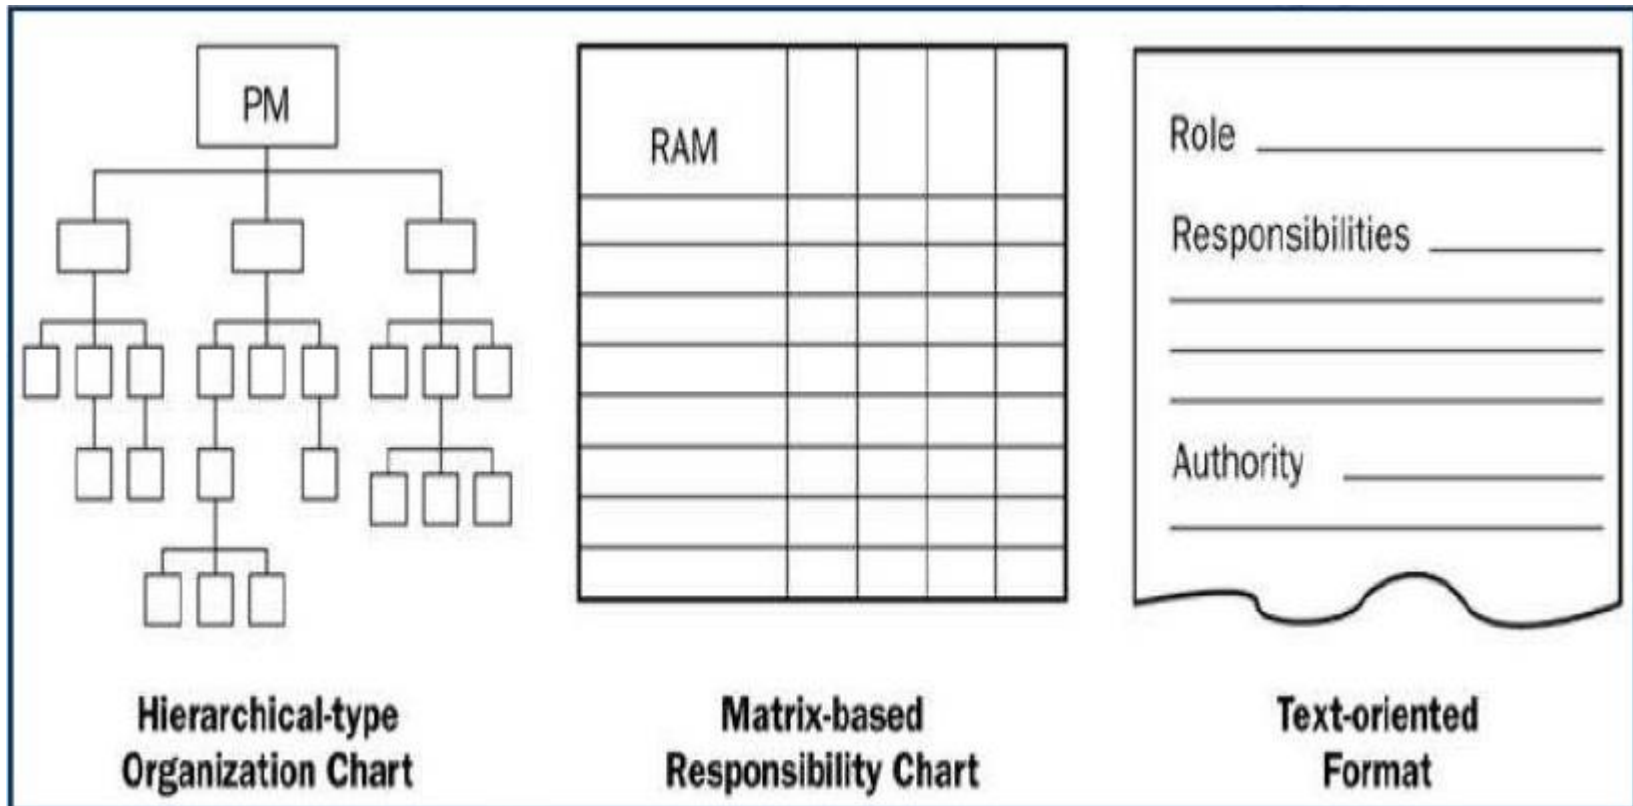 PM
RAM
Role
Responsibilities
Authority
Hierarchical-type
Organization Chart
Matrix-based
Responsibility Chart
Text-oriented
Format